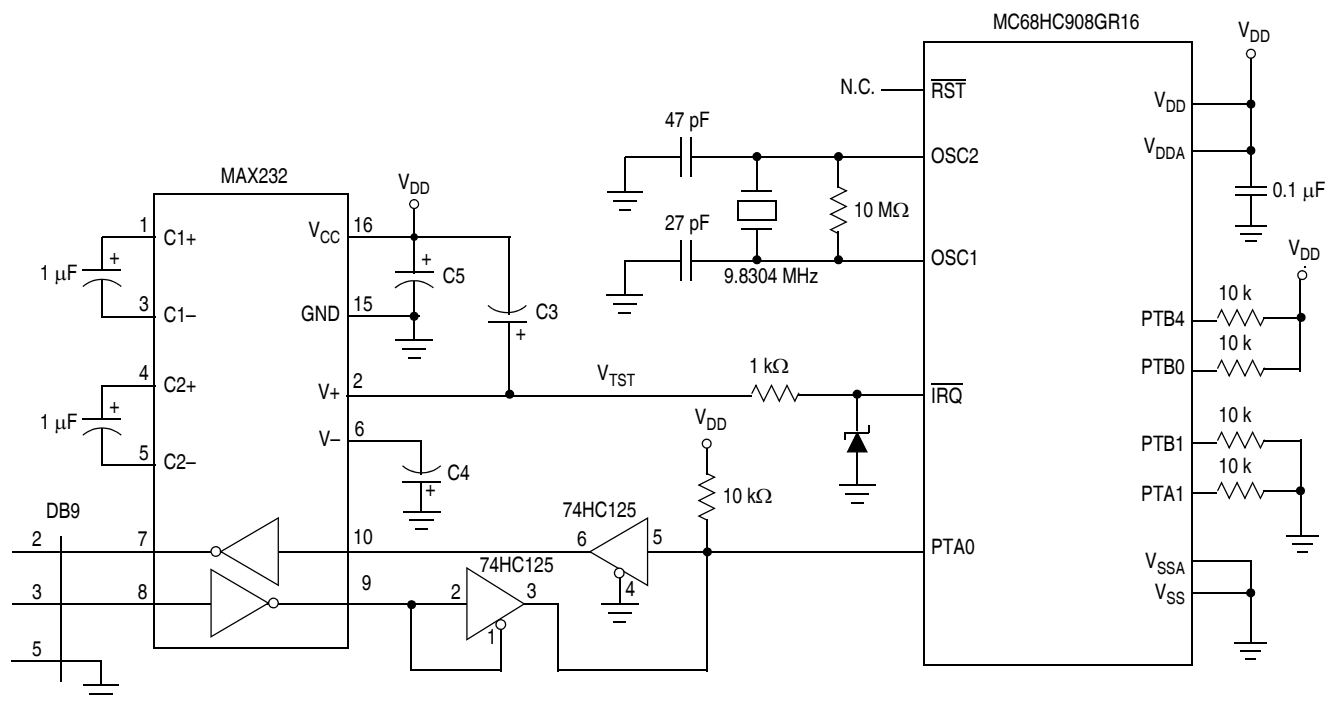 MC68HC908GR16
V_DD
N.C.
RST
V_DD
47 pF
OSC2
V_DDA
MAX232
V_DD
10 MΩ
0.1 μF
1
C1+
V_CC
16
27 pF
1 μF
+
+
C5
9.8304 MHz
OSC1
V_DD
3
C1–
GND
15
C3
+
10 k
PTB4
10 k
PTB0
4
C2+
V+
2
V_TST
1 kΩ
IRQ
1 μF
+
V–
6
V_DD
10 k
PTB1
5
C2–
C4
+
10 k
PTA1
10 kΩ
DB9
74HC125
2
7
10
6
5
PTA0
4
74HC125
V_SSA
3
8
9
2
3
V_SS
1
5